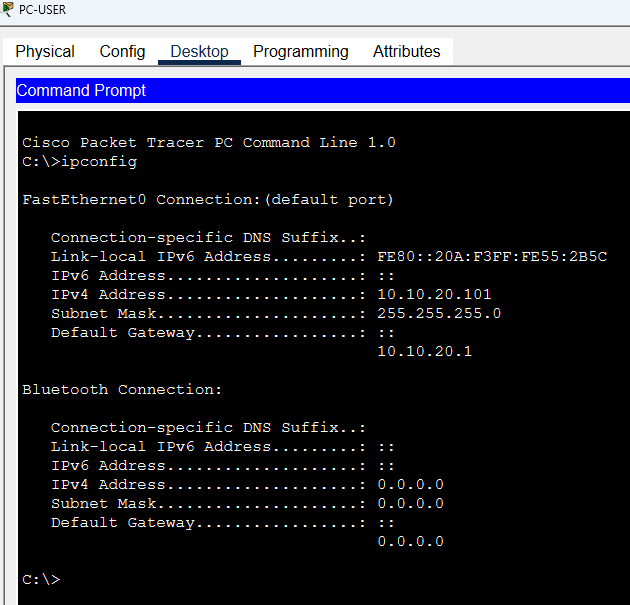 PC-USER
Physical Config Desktop Programming Attributes
Command Prompt
Cisco Packet Tracer PC Command Line 1.0
C:\>ipconfig
FastEthernet0 Connection:(default port)
Connection-specific DNS Suffix..:
Link-local IPv6 Address.........: FE80::20A:F3FF:FE55:2B5C
IPv6 Address....................: ::
IPv4 Address....................: 10.10.20.101
Subnet Mask.....................: 255.255.255.0
Default Gateway.................: ::
10.10.20.1
Bluetooth Connection:
Connection-specific DNS Suffix..:
Link-local IPv6 Address.........: ::
IPv6 Address....................: ::
IPv4 Address....................: 0.0.0.0
Subnet Mask.....................: 0.0.0.0
Default Gateway.................: ::
0.0.0.0
C:\>